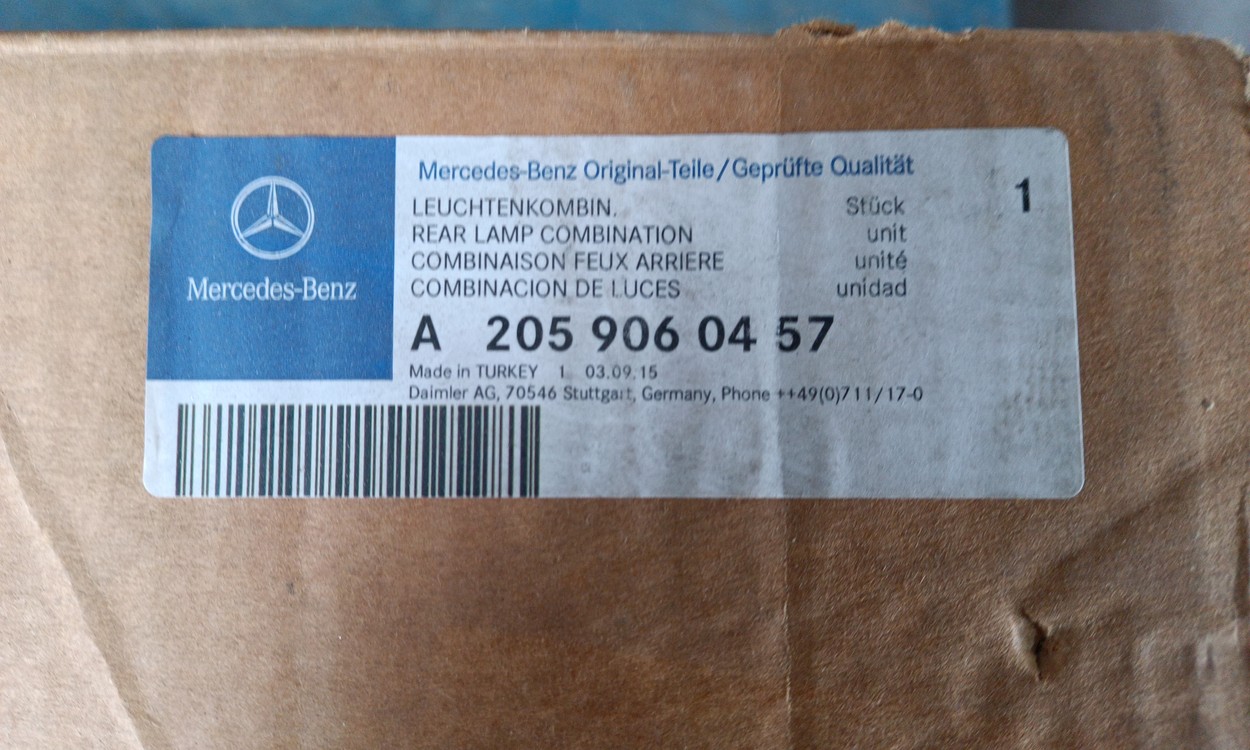 Mercedes-Benz
Mercedes-Benz Original-Teile/Geprüfte Qualität
LEUCHTENKOMBIN. Stück 1
REAR LAMP COMBINATION unit
COMBINAISON FEUX ARRIERE unité
COMBINACION DE LUCES unidad
A 205 906 04 57
Made in TURKEY 1 03.09.15
Daimler AG, 70546 Stuttgart, Germany, Phone ++49(0)711/17-0